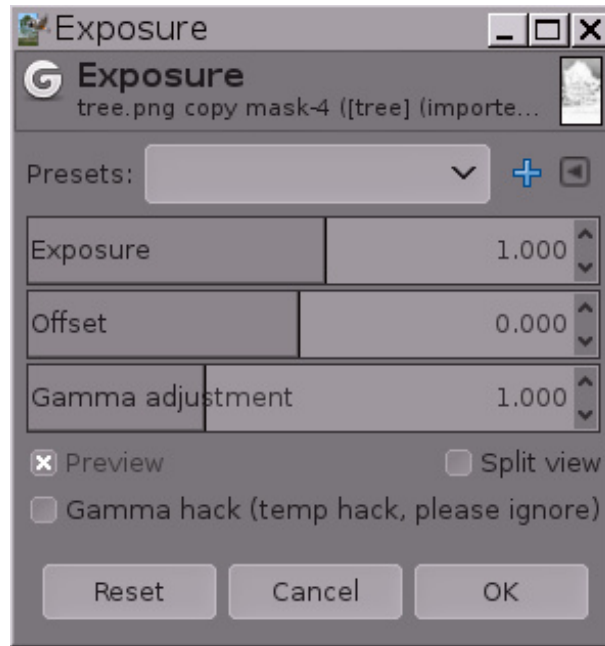 Exposure
Exposure
tree.png copy mask-4 ([tree] (importe...
Presets:
Exposure 1.000
Offset 0.000
Gamma adjustment 1.000
Preview Split view
Gamma hack (temp hack, please ignore)
Reset Cancel OK